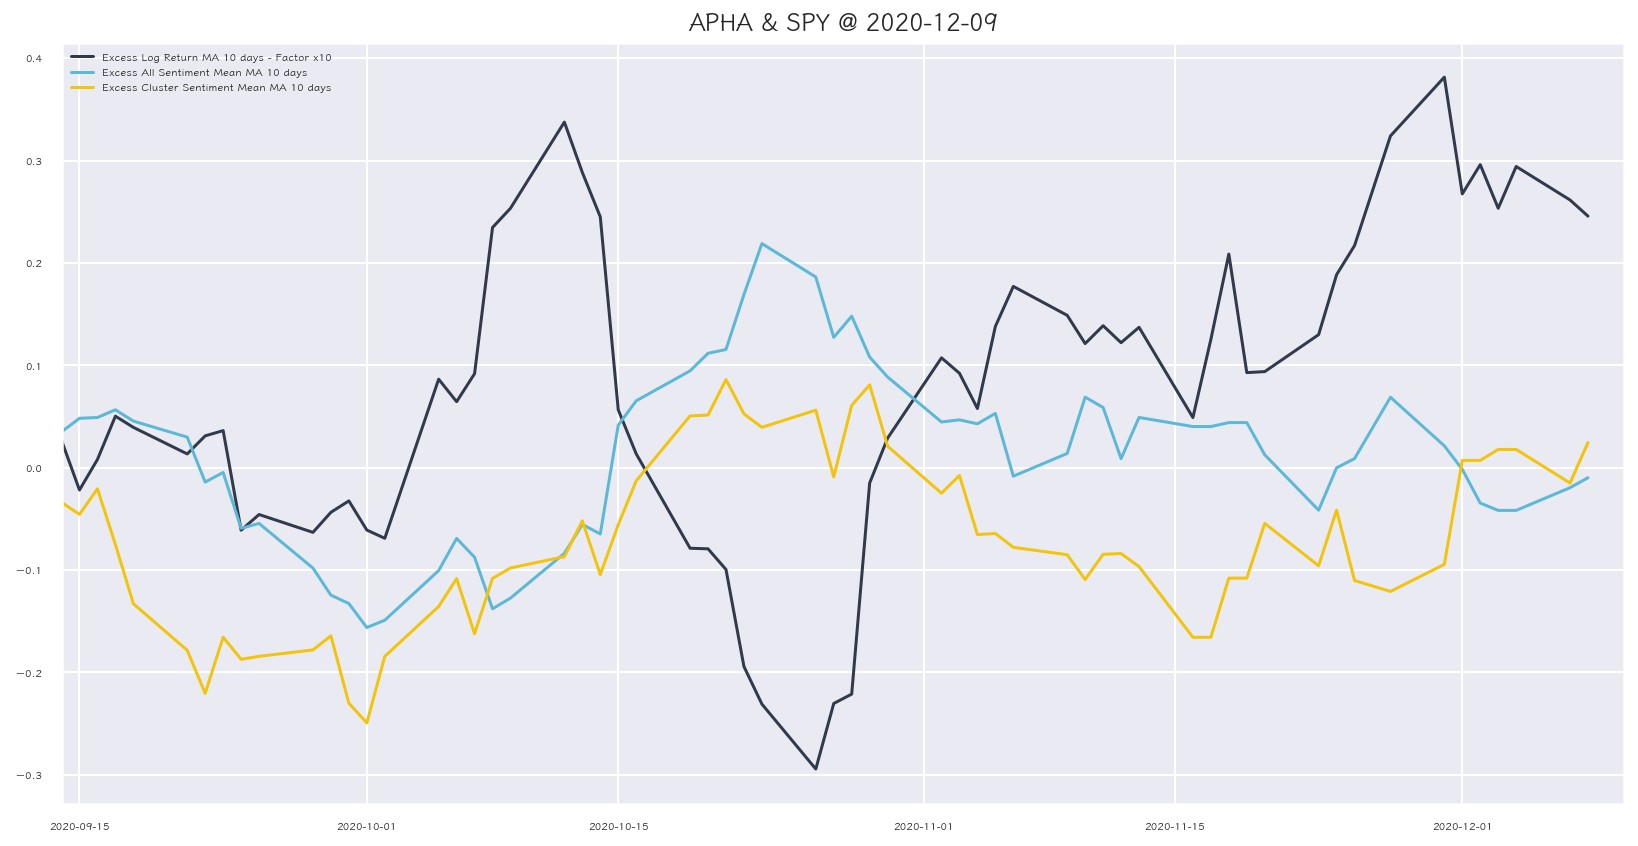 APHA & SPY @ 2020-12-09
Excess Log Return MA 10 days - Factor x10
Excess All Sentiment Mean MA 10 days
Excess Cluster Sentiment Mean MA 10 days
0.4
0.3
0.2
0.1
0.0
−0.1
−0.2
−0.3
2020-09-15 2020-10-01 2020-10-15 2020-11-01 2020-11-15 2020-12-01